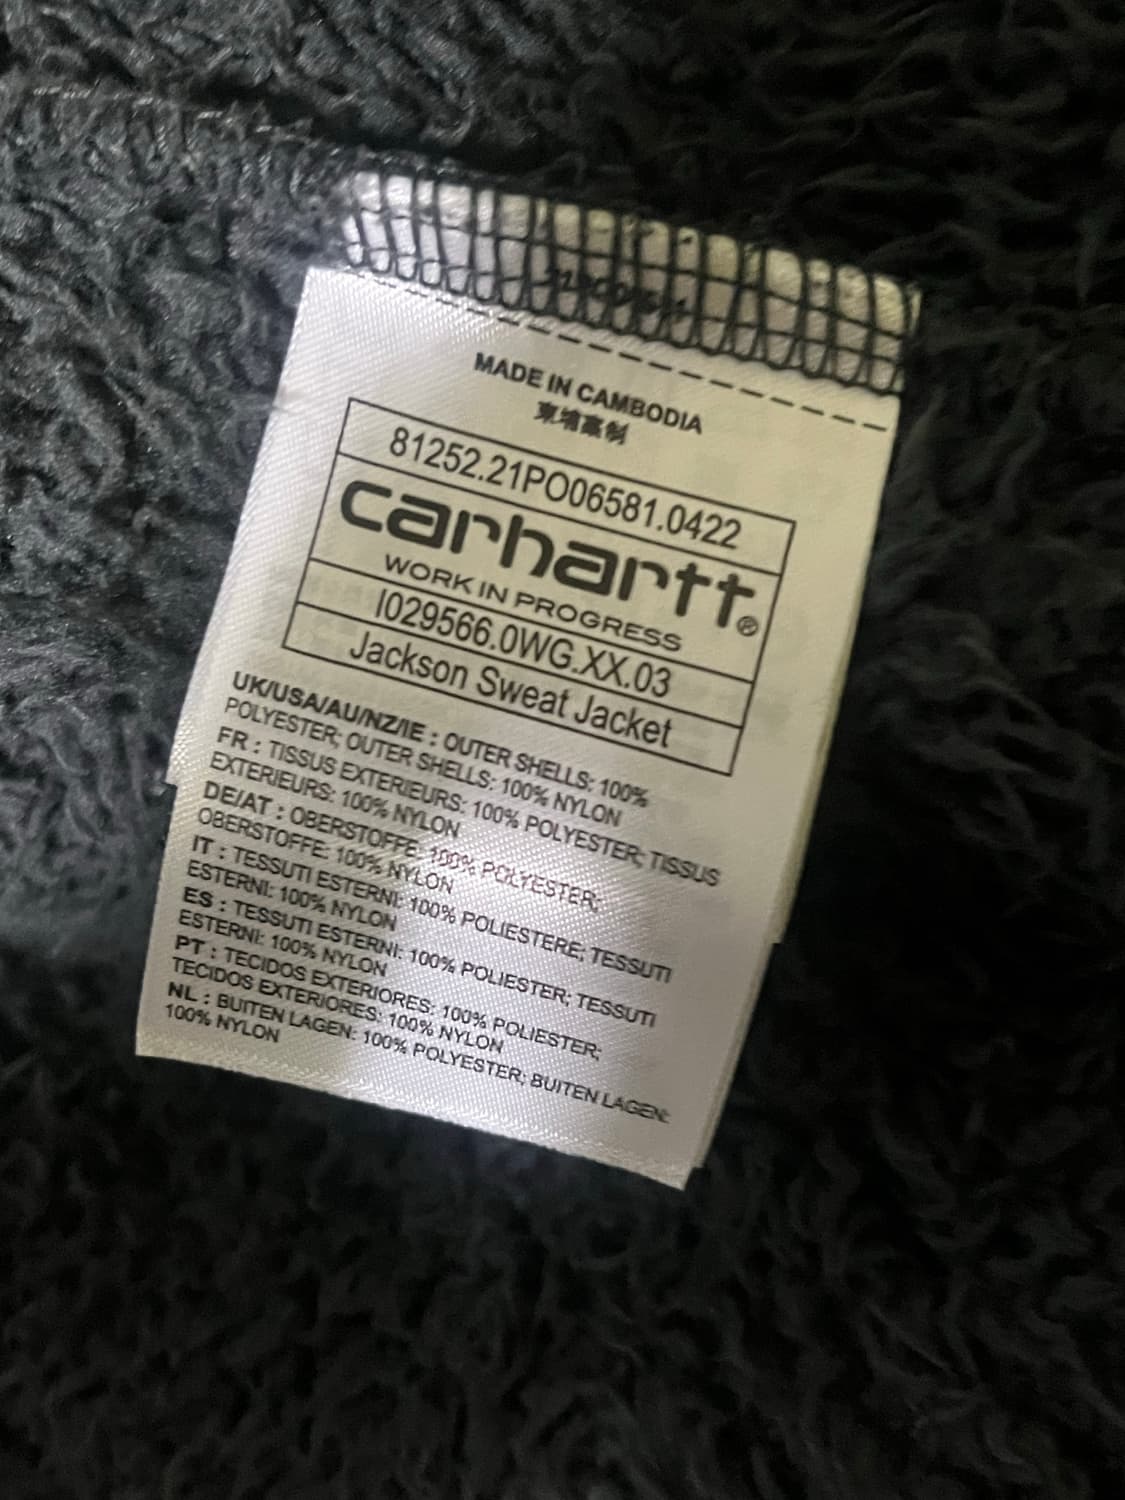 MADE IN CAMBODIA
柬埔寨制
81252.21PO06581.0422
carhartt®
WORK IN PROGRESS
I029566.0WG.XX.03
Jackson Sweat Jacket
UK/USA/AU/NZ/IE : OUTER SHELLS: 100%
POLYESTER; OUTER SHELLS: 100% NYLON
FR : TISSUS EXTERIEURS: 100% POLYESTER; TISSUS
EXTERIEURS: 100% NYLON
DE/AT : OBERSTOFFE: 100% POLYESTER;
OBERSTOFFE: 100% NYLON
IT : TESSUTI ESTERNI: 100% POLIESTERE; TESSUTI
ESTERNI: 100% NYLON
ES : TESSUTI ESTERNI: 100% POLIESTER; TESSUTI
ESTERNI: 100% NYLON
PT : TECIDOS EXTERIORES: 100% POLIESTER;
TECIDOS EXTERIORES: 100% NYLON
NL : BUITEN LAGEN: 100% POLYESTER; BUITEN LAGEN:
100% NYLON